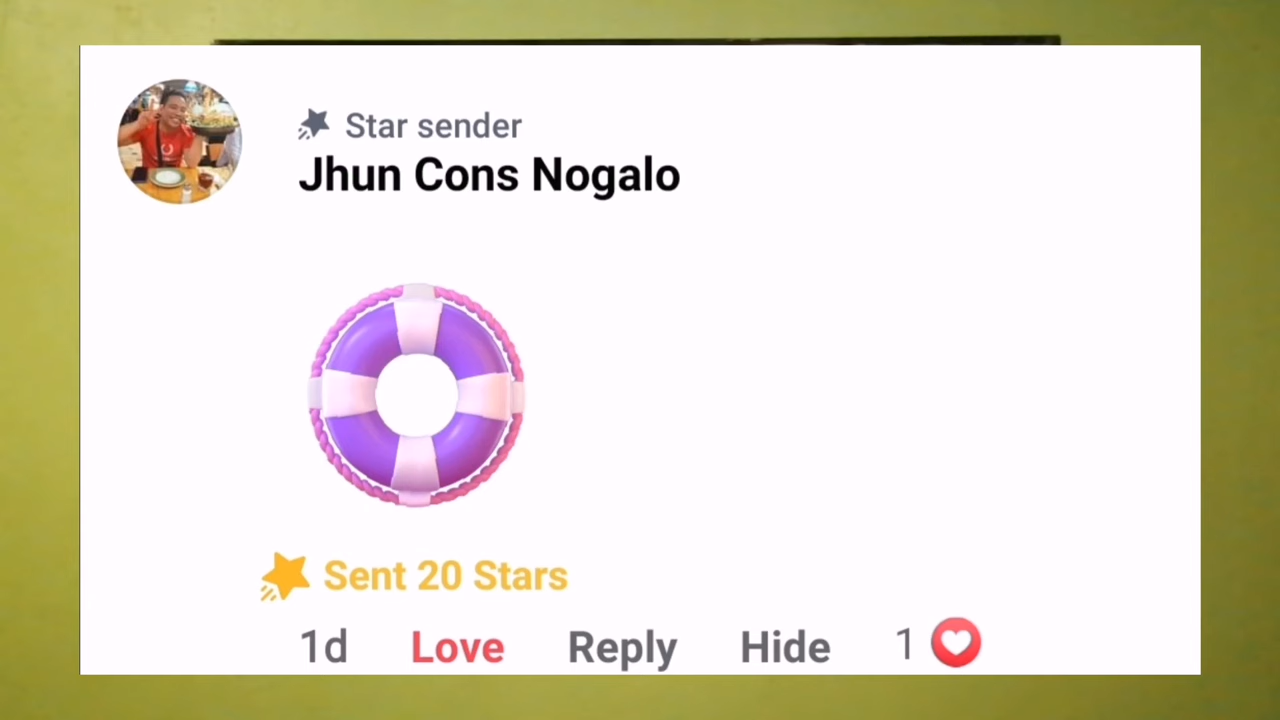 Star sender
Jhun Cons Nogalo
Sent 20 Stars
1d Love Reply Hide 1